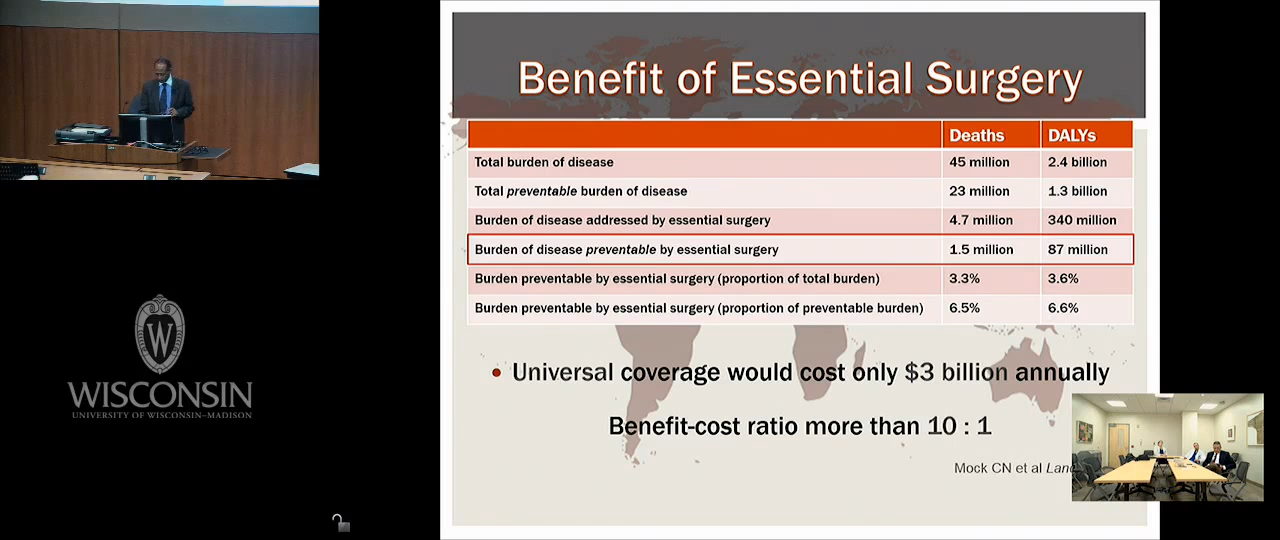 Benefit of Essential Surgery
Deaths DALYs
Total burden of disease 45 million 2.4 billion
Total preventable burden of disease 23 million 1.3 billion
Burden of disease addressed by essential surgery 4.7 million 340 million
Burden of disease preventable by essential surgery 1.5 million 87 million
Burden preventable by essential surgery (proportion of total burden) 3.3% 3.6%
Burden preventable by essential surgery (proportion of preventable burden) 6.5% 6.6%
• Universal coverage would cost only $3 billion annually
Benefit-cost ratio more than 10 : 1
Mock CN et al
W
WISCONSIN
UNIVERSITY OF WISCONSIN–MADISON